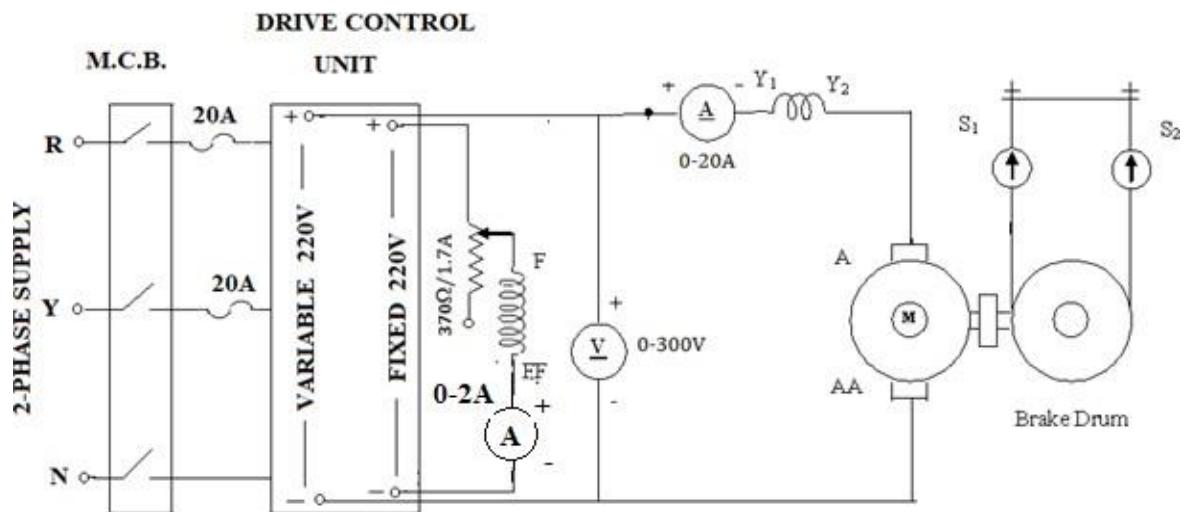 DRIVE CONTROL
UNIT
M.C.B.
20A
R
20A
Y
N
2-PHASE SUPPLY
+
VARIABLE 220V
-
+
FIXED 220V
-
370Ω/1.7A
F
FF
0-2A
+
A
-
+
V
0-300V
-
+
A
-
0-20A
Y₁
Y₂
A
M
AA
S₁
S₂
Brake Drum